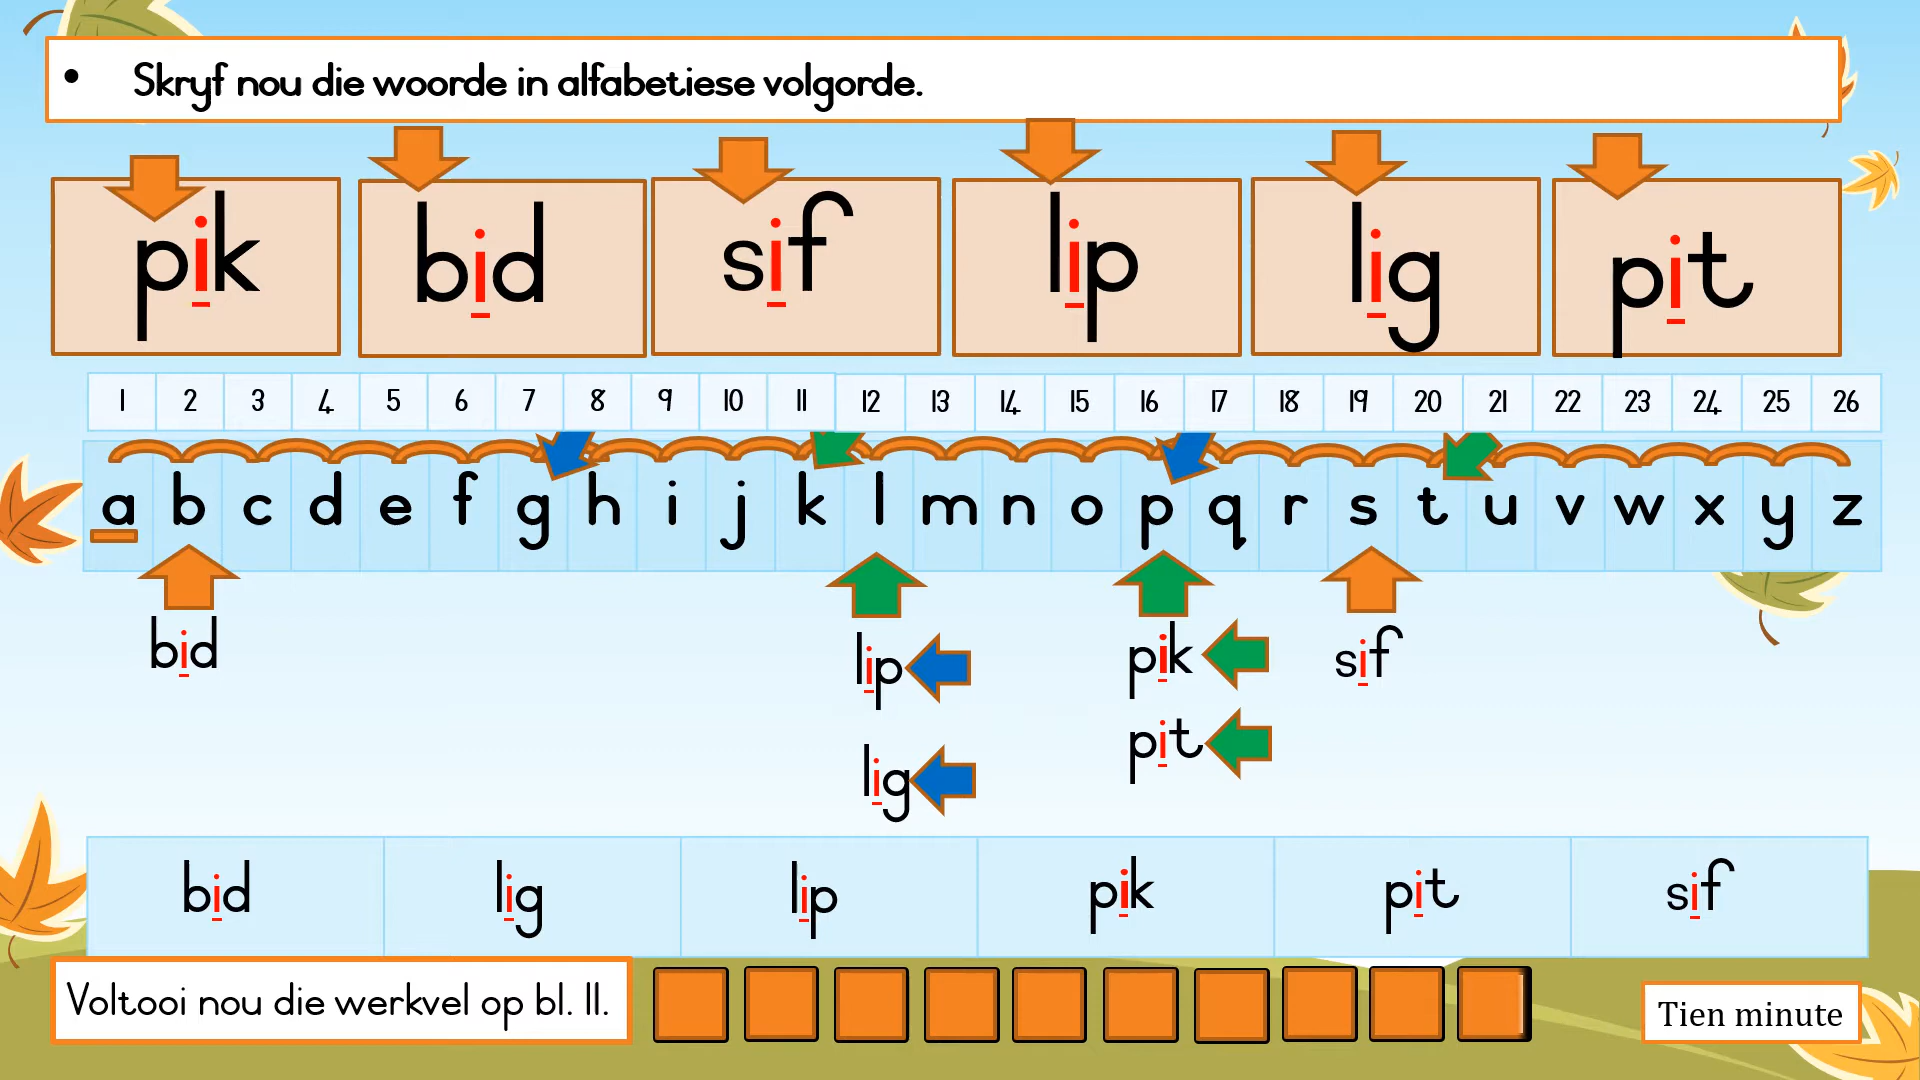 • Skryf nou die woorde in alfabetiese volgorde.
pik bid sif lip lig pit
1 2 3 4 5 6 7 8 9 10 11 12 13 14 15 16 17 18 19 20 21 22 23 24 25 26
a b c d e f g h i j k l m n o p q r s t u v w x y z
bid lip pik sif
lig pit
bid lig lip pik pit sif
Voltooi nou die werkvel op bl. 11.
Tien minute